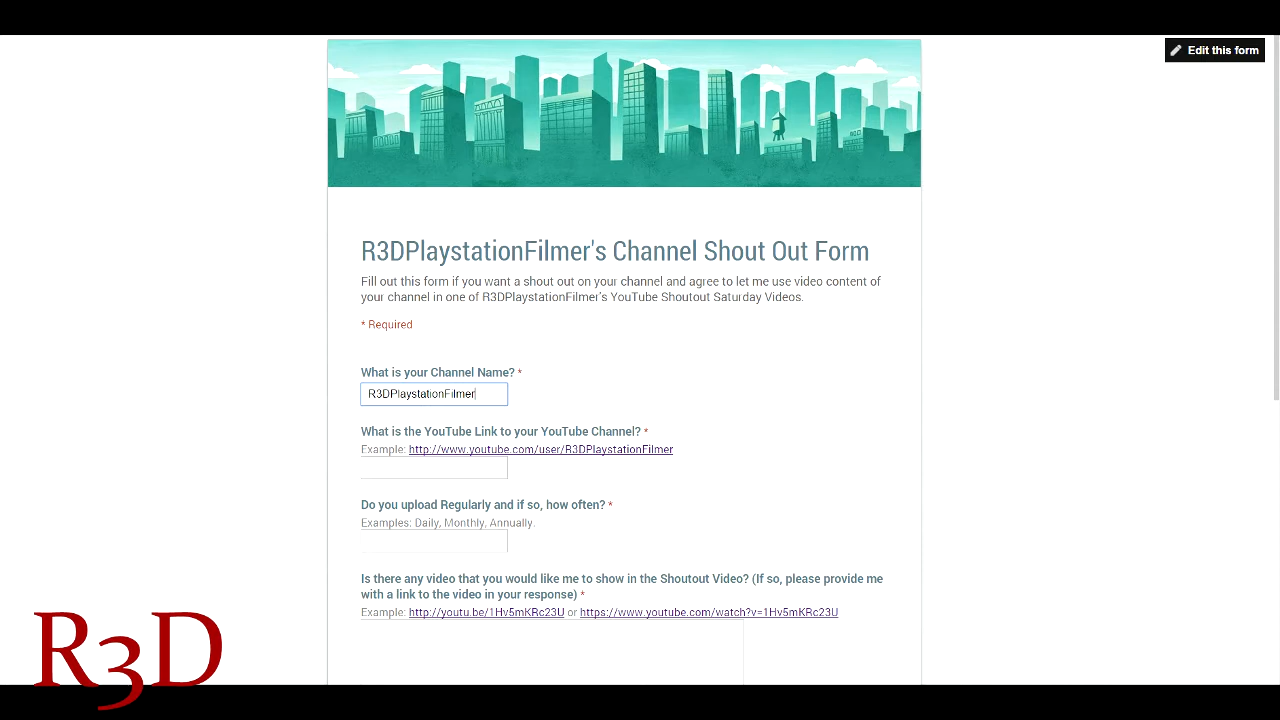 Edit this form
R3DPlaystationFilmer's Channel Shout Out Form
Fill out this form if you want a shout out on your channel and agree to let me use video content of
your channel in one of R3DPlaystationFilmer's YouTube Shoutout Saturday Videos.
* Required
What is your Channel Name? *
R3DPlaystationFilmer
What is the YouTube Link to your YouTube Channel? *
Example: http://www.youtube.com/user/R3DPlaystationFilmer
Do you upload Regularly and if so, how often? *
Examples: Daily, Monthly, Annually.
Is there any video that you would like me to show in the Shoutout Video? (If so, please provide me
with a link to the video in your response) *
Example: http://youtu.be/1Hv5mKRc23U or https://www.youtube.com/watch?v=1Hv5mKRc23U
R3D